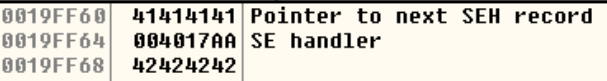 0019FF60 41414141 Pointer to next SEH record
0019FF64 004017AA SE handler
0019FF68 42424242